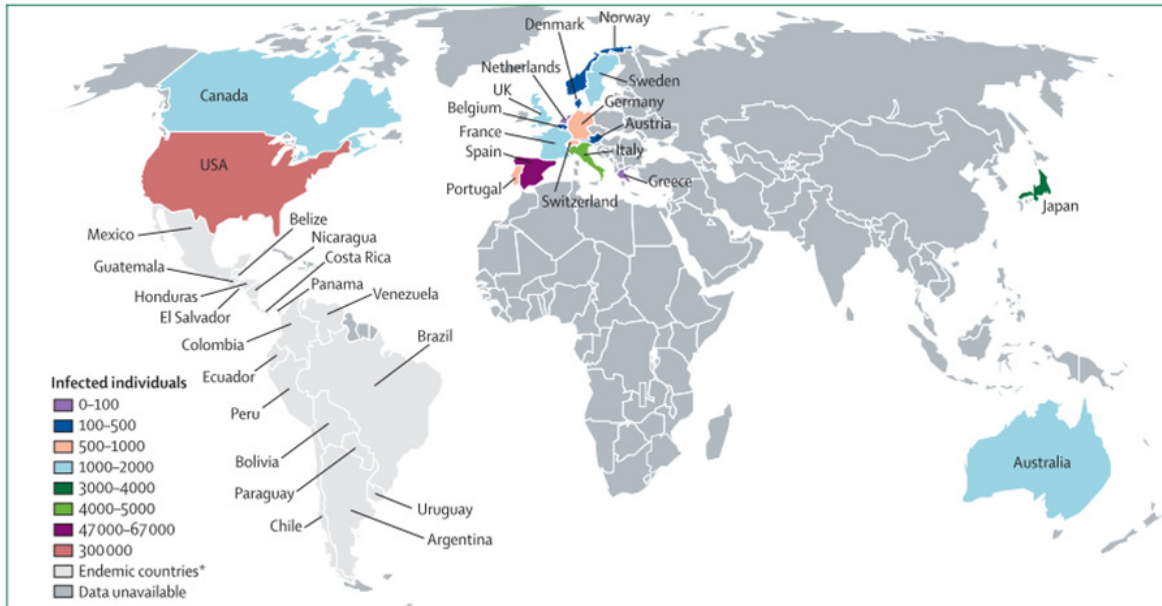 Norway
Denmark
Netherlands
Sweden
Canada
UK
Germany
Belgium
Austria
France
USA
Spain
Italy
Portugal
Greece
Switzerland
Japan
Belize
Mexico
Nicaragua
Guatemala
Costa Rica
Honduras
Panama
El Salvador
Venezuela
Colombia
Brazil
Ecuador
Peru
Bolivia
Paraguay
Uruguay
Chile
Argentina
Australia
Infected individuals
0–100
100–500
500–1000
1000–2000
3000–4000
4000–5000
47 000–67 000
300 000
Endemic countries*
Data unavailable